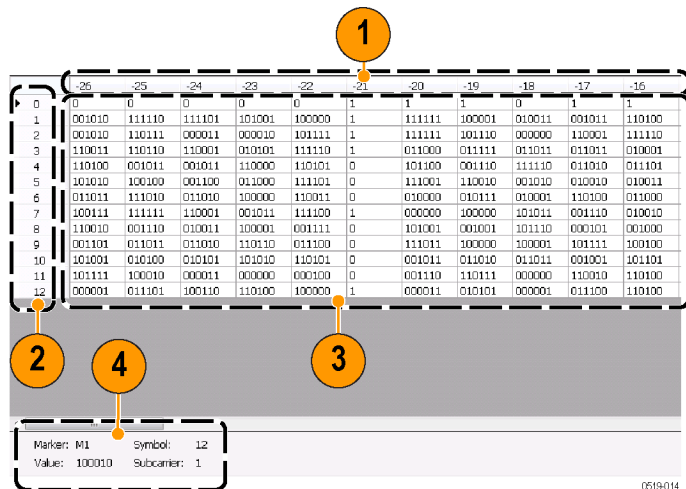 1
-26 -25 -24 -23 -22 -21 -20 -19 -18 -17 -16
0 0 0 0 0 0 1 1 1 1 1 1
1 001010 111110 111101 101001 100000 1 111111 100001 010011 001011 110100
2 001010 110111 000011 000010 101111 1 111111 101110 000000 110001 111110
3 110011 110110 110001 010101 111110 1 011000 011111 011011 011011 010001
4 110100 001011 001011 110000 110101 0 101100 001110 111110 011010 011101
5 101010 100100 001100 011000 111101 0 111001 110010 001010 010010 010011
6 011011 111010 011010 100000 110011 0 010000 010111 010001 110100 011000
7 100111 111111 110001 001011 111100 1 000000 100000 101011 001110 010010
8 110010 001110 010011 100001 001111 0 101001 001001 101110 000101 001000
9 001101 011011 011010 110110 011100 0 111011 100000 100001 101111 100100
10 101001 010100 010101 101010 110101 0 001011 011010 011011 001001 101101
11 101111 100010 000011 000000 000100 0 001110 110111 000000 110010 110100
12 000001 011101 100110 110100 100000 1 000011 010101 000001 011100 110100
2 4 3
Marker: M1 Symbol: 12
Value: 100010 Subcarrier: 1
0519-014